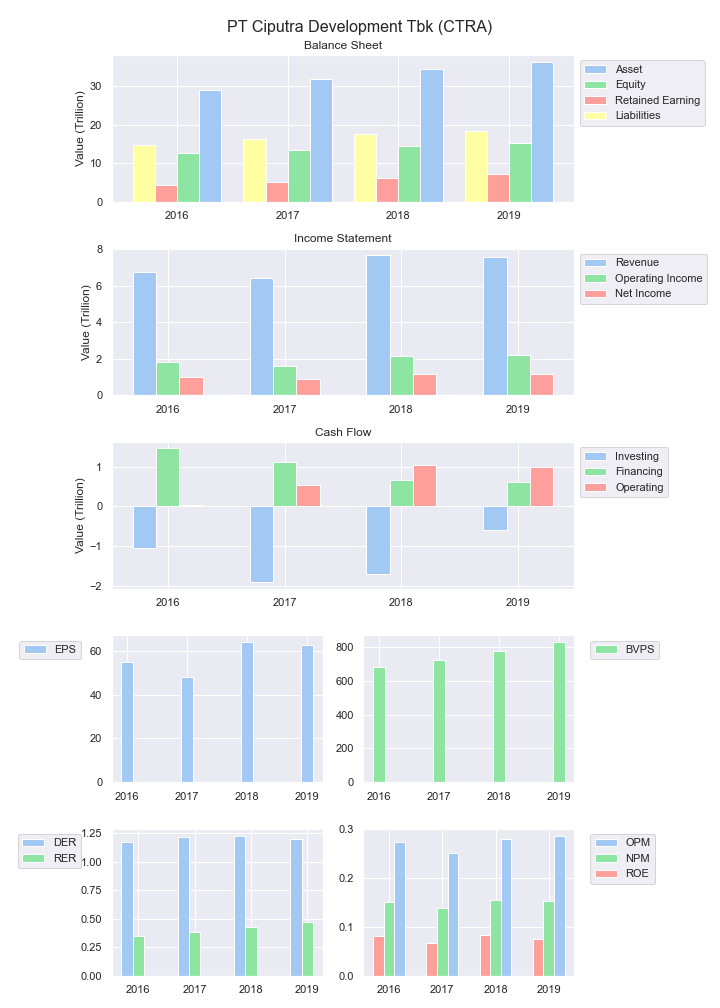 PT Ciputra Development Tbk (CTRA)
Balance Sheet
Value (Trillion)
30
20
10
0
2016 2017 2018 2019
Asset
Equity
Retained Earning
Liabilities
Income Statement
Value (Trillion)
8
6
4
2
0
2016 2017 2018 2019
Revenue
Operating Income
Net Income
Cash Flow
Value (Trillion)
1
0
−1
−2
2016 2017 2018 2019
Investing
Financing
Operating
EPS
60
40
20
0
2016 2017 2018 2019
BVPS
800
600
400
200
0
2016 2017 2018 2019
DER
RER
1.25
1.00
0.75
0.50
0.25
0.00
2016 2017 2018 2019
OPM
NPM
ROE
0.3
0.2
0.1
0.0
2016 2017 2018 2019